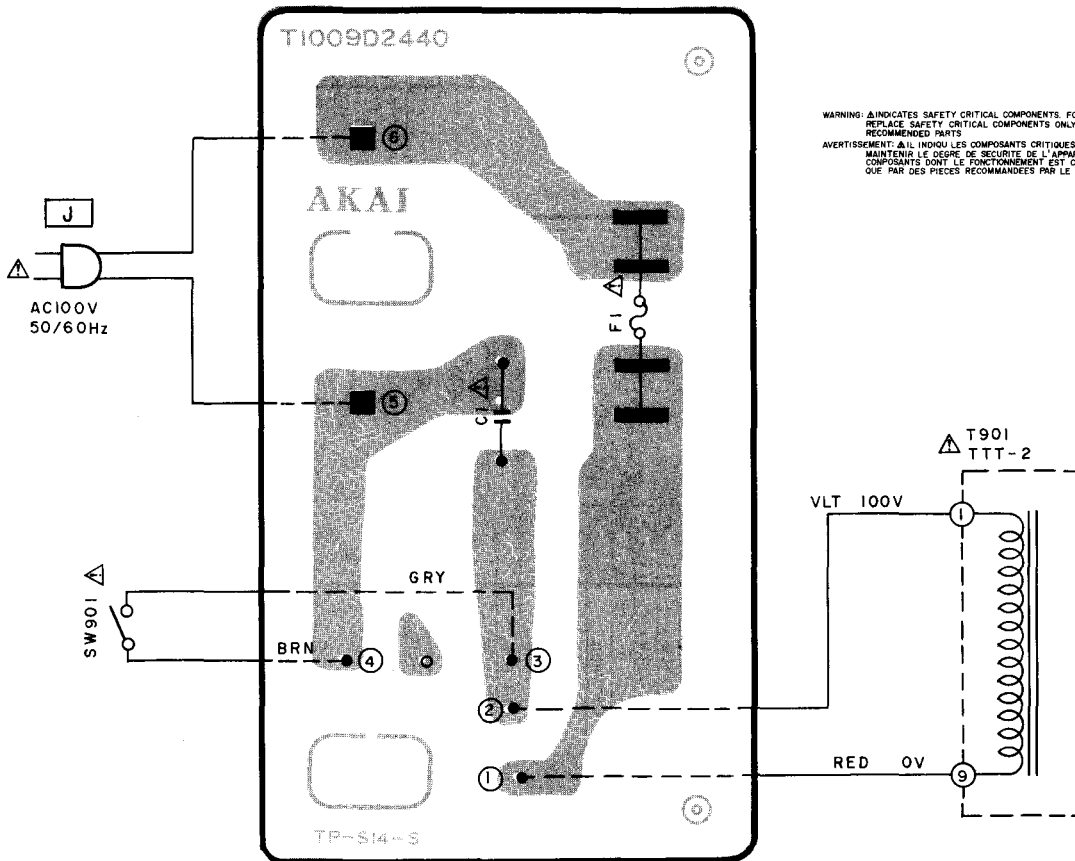 T1009D2440
WARNING: ⚠INDICATES SAFETY CRITICAL COMPONENTS. FO
REPLACE SAFETY CRITICAL COMPONENTS ONLY
RECOMMENDED PARTS
AVERTISSEMENT: ⚠IL INDIQU LES COMPOSANTS CRITIQUES
MAINTENIR LE DEGRE DE SECURITE DE L'APPAR
CONPOSANTS DONT LE FONCTIONNEMENT EST C
QUE PAR DES PIECES RECOMMANDEES PAR LE
6
AKAI
J
AC100V
50/60Hz
F1
5
C1
T901
TTT-2
VLT 100V
1
GRY
SW901
BRN
4
3
2
1
RED 0V
9
TP-S14-S